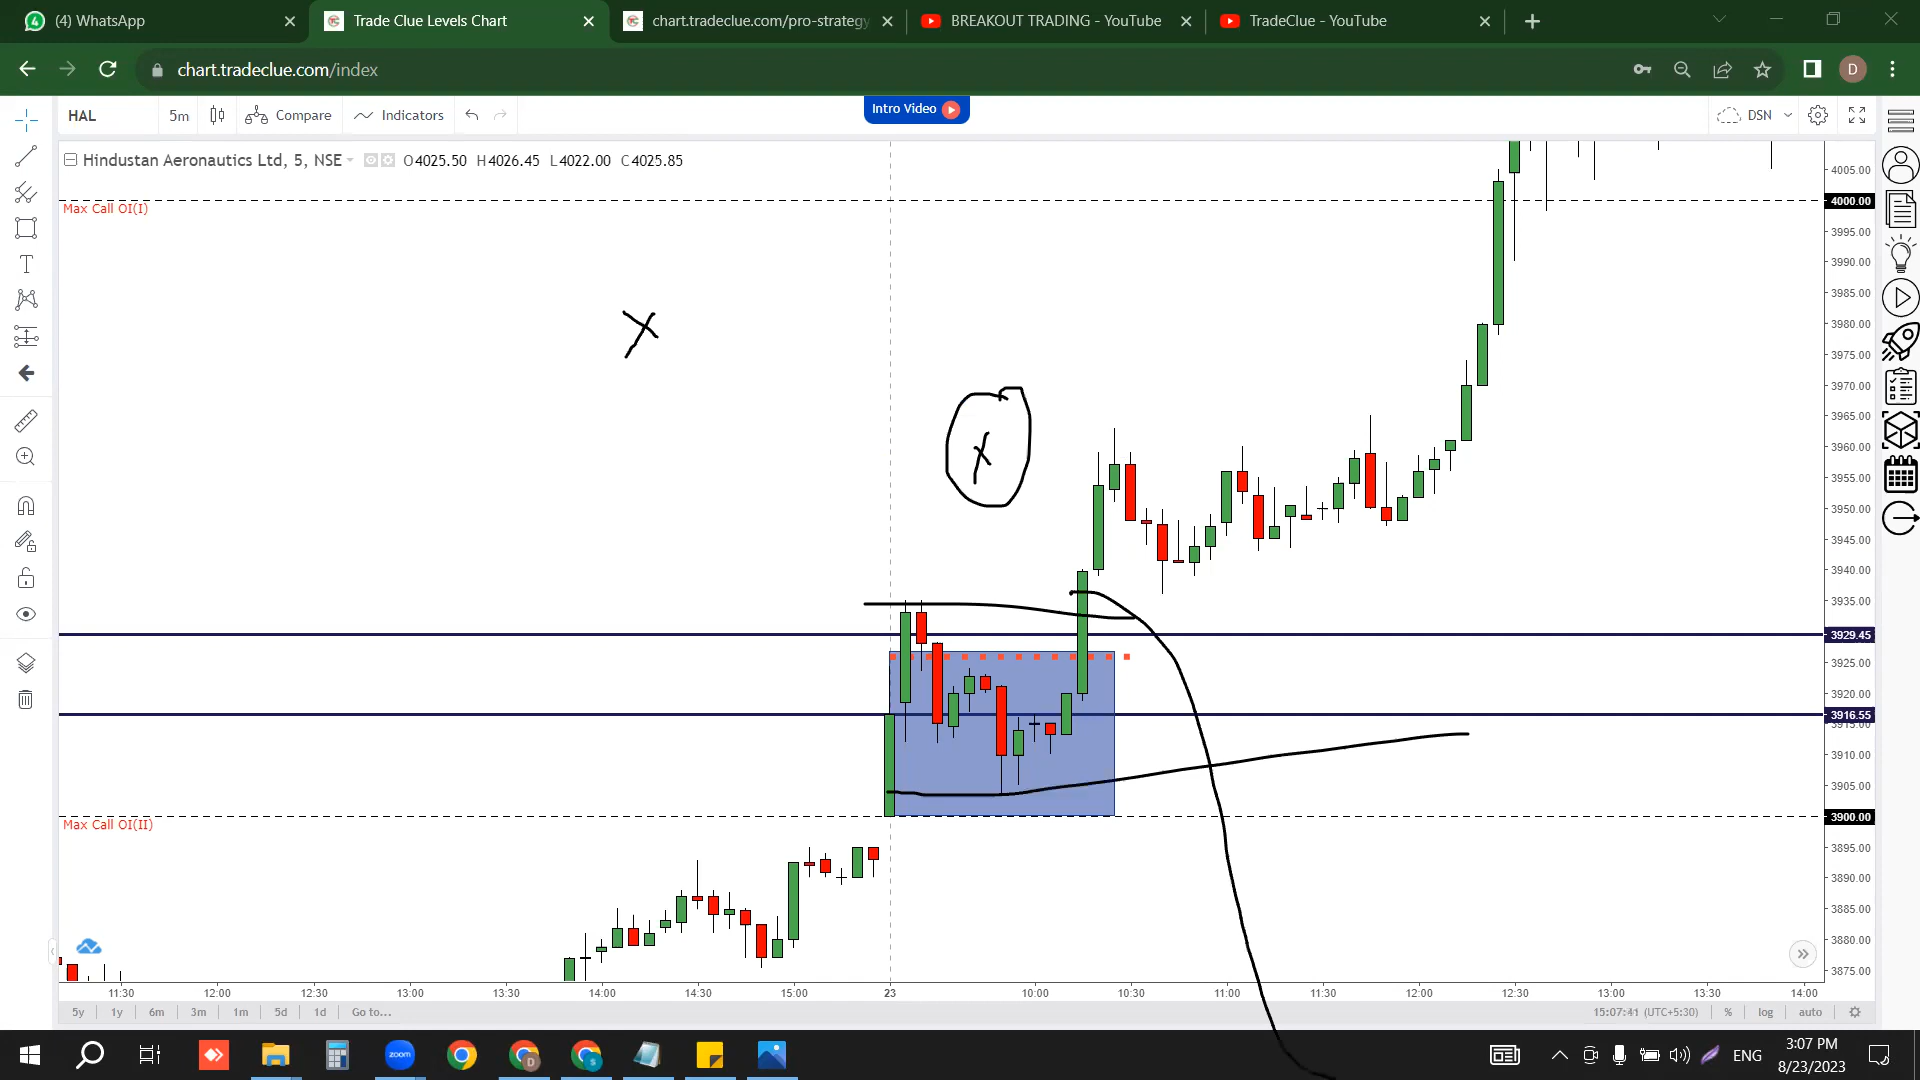 (4) WhatsApp
Trade Clue Levels Chart
chart.tradeclue.com/pro-strategy
BREAKOUT TRADING - YouTube
TradeClue - YouTube
chart.tradeclue.com/index
D
HAL
5m
Compare
Indicators
Intro Video
DSN
Hindustan Aeronautics Ltd, 5, NSE
O4025.50 H4026.45 L4022.00 C4025.85
Max Call OI(I)
Max Call OI(II)
X
X
4005.00
4000.00
3995.00
3990.00
3985.00
3980.00
3975.00
3970.00
3965.00
3960.00
3955.00
3950.00
3945.00
3940.00
3935.00
3929.45
3925.00
3920.00
3916.55
3915.00
3910.00
3905.00
3900.00
3895.00
3890.00
3885.00
3880.00
3875.00
11:30 12:00 12:30 13:00 13:30 14:00 14:30 15:00 23 10:00 10:30 11:00 11:30 12:00 12:30 13:00 13:30 14:00
5y 1y 6m 3m 1m 5d 1d Go to...
15:07:41 (UTC+5:30) % log auto
zoom
D
S
ENG
3:07 PM
8/23/2023